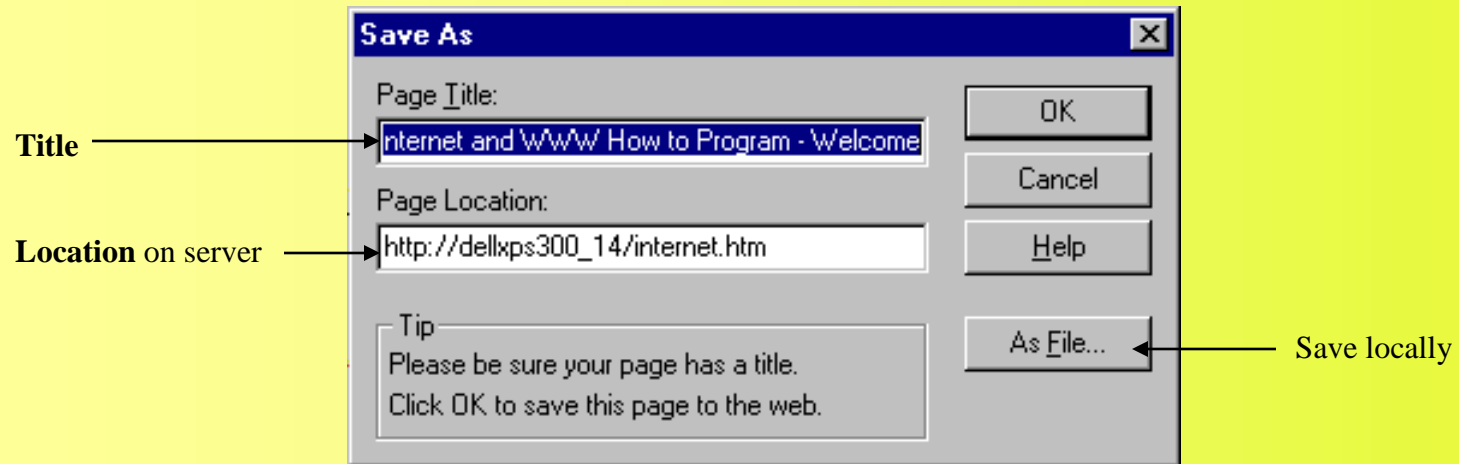 Save As
Page Title:
OK
Title
nternet and WWW How to Program - Welcome
Cancel
Page Location:
Location on server
http://dellxps300_14/internet.htm
Help
Tip
As File...
Save locally
Please be sure your page has a title.
Click OK to save this page to the web.